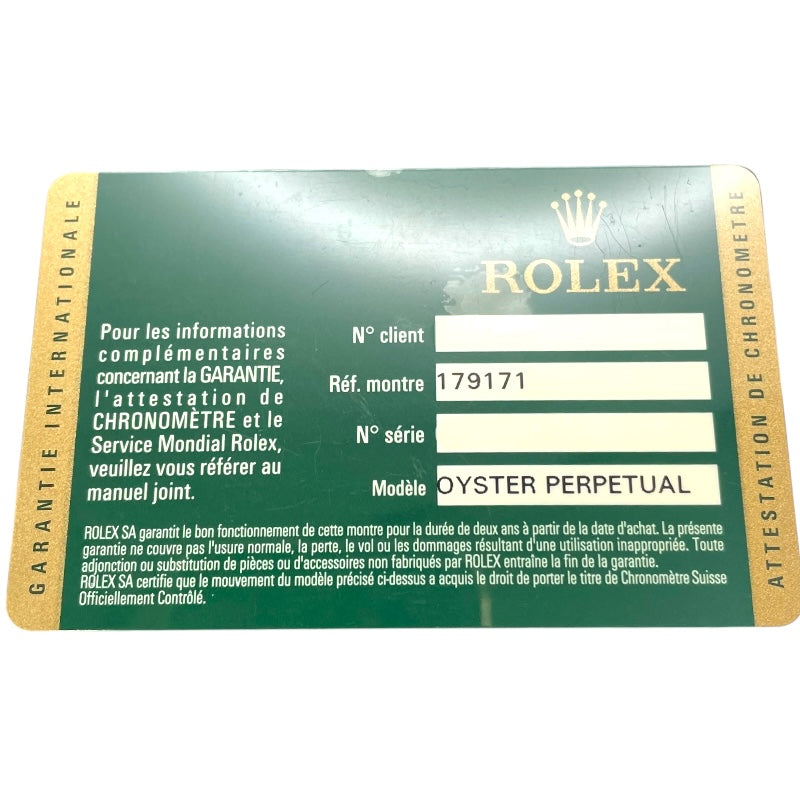 GARANTIE INTERNATIONALE
ROLEX
Pour les informations
complémentaires
concernant la GARANTIE,
l'attestation de
CHRONOMÈTRE et le
Service Mondial Rolex,
veuillez vous référer au
manuel joint.
N° client
Réf. montre 179171
N° série
Modèle OYSTER PERPETUAL
ROLEX SA garantit le bon fonctionnement de cette montre pour la durée de deux ans à partir de la date d'achat. La présente
garantie ne couvre pas l'usure normale, la perte, le vol ou les dommages résultant d'une utilisation inappropriée. Toute
adjonction ou substitution de pièces ou d'accessoires non fabriqués par ROLEX entraîne la fin de la garantie.
ROLEX SA certifie que le mouvement du modèle précisé ci-dessus a acquis le droit de porter le titre de Chronomètre Suisse
Officiellement Contrôlé.
ATTESTATION DE CHRONOMETRE